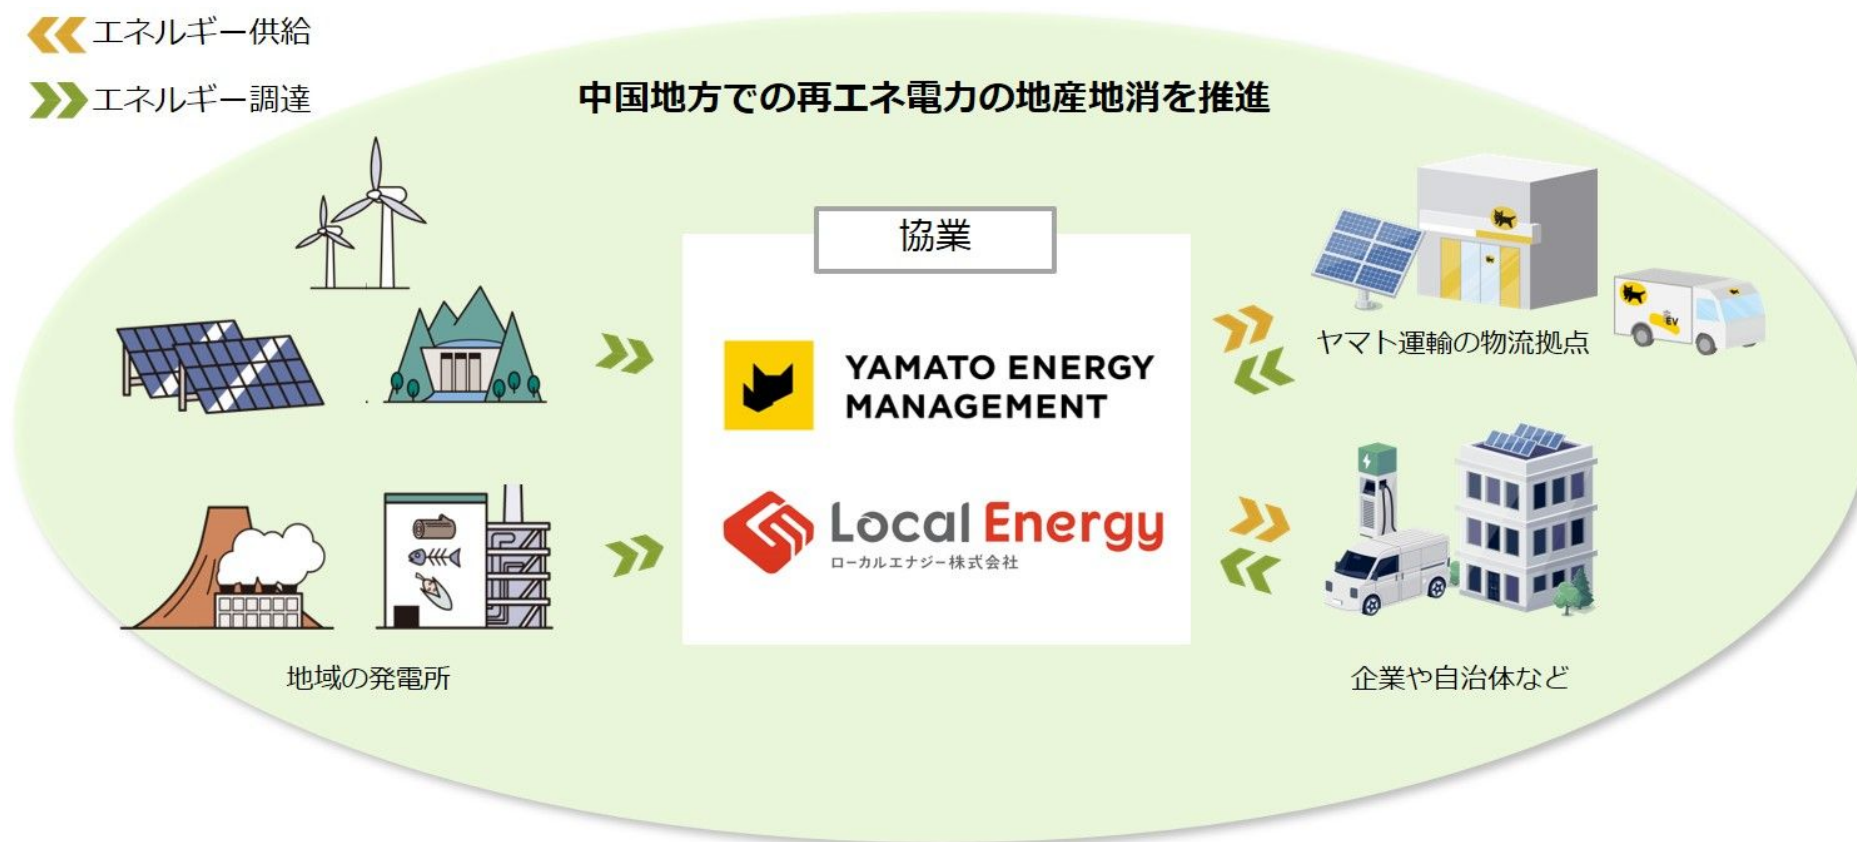 エネルギー供給
エネルギー調達
中国地方での再エネ電力の地産地消を推進
協業
YAMATO ENERGY
MANAGEMENT
Local Energy
ローカルエナジー株式会社
地域の発電所
EV
ヤマト運輸の物流拠点
企業や自治体など